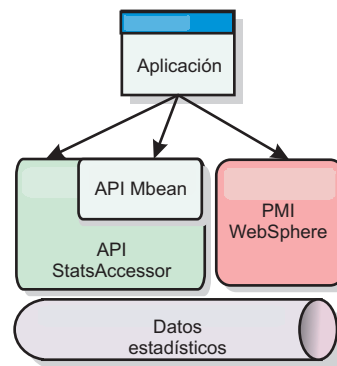 Aplicación
API Mbean
API
StatsAccessor
PMI
WebSphere
Datos
estadísticos